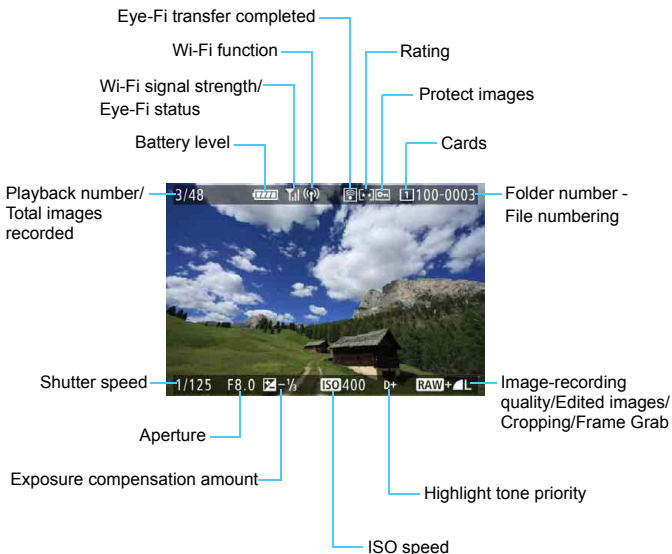 Eye-Fi transfer completed
Wi-Fi function
Rating
Wi-Fi signal strength/
Eye-Fi status
Protect images
Battery level
Cards
Playback number/
Total images
recorded
3/48
1 100-0003
Folder number -
File numbering
Shutter speed
1/125 F8.0 -⅓ ISO 400 D+ RAW+L
Image-recording
quality/Edited images/
Cropping/Frame Grab
Aperture
Exposure compensation amount
Highlight tone priority
ISO speed